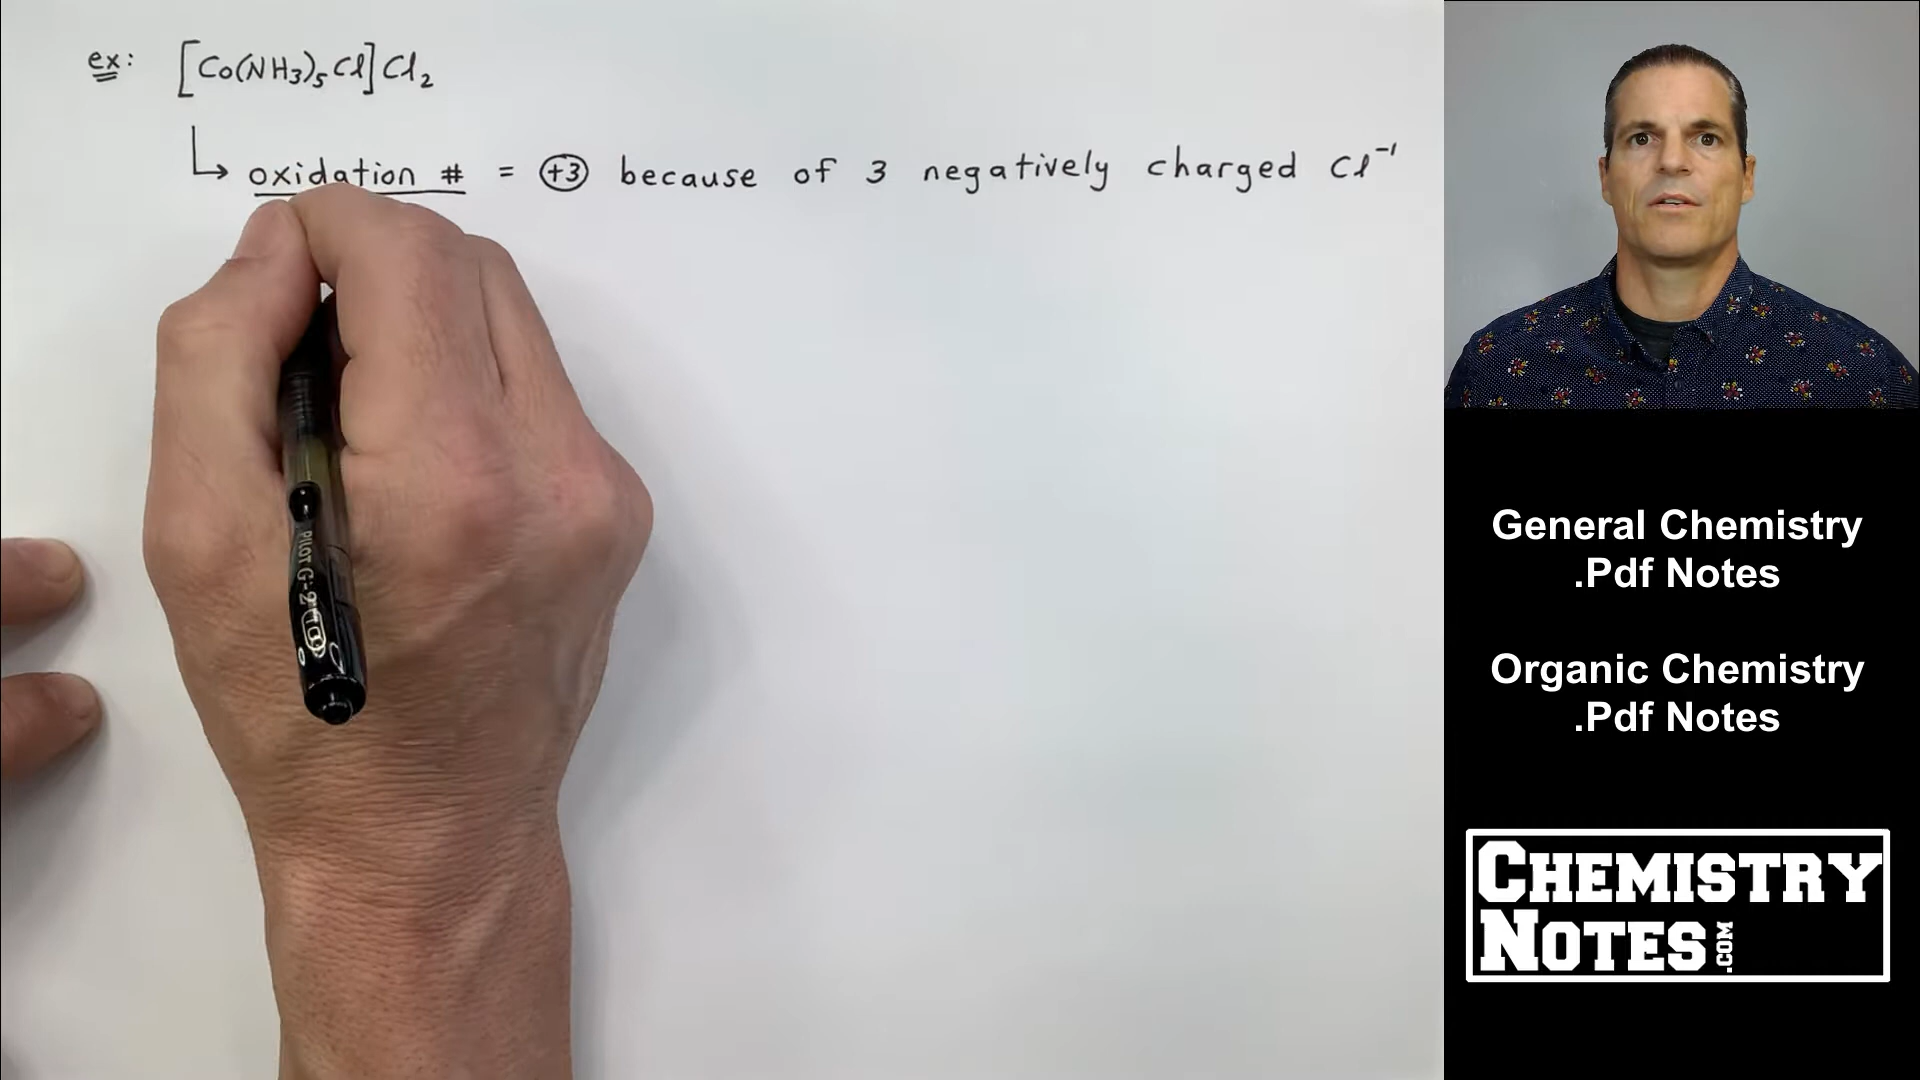 ex: [Co(NH₃)₅Cl]Cl₂
↳ oxidation # = +3 because of 3 negatively charged Cl⁻¹
PILOT G-2
General Chemistry
.Pdf Notes
Organic Chemistry
.Pdf Notes
CHEMISTRY
NOTES.COM